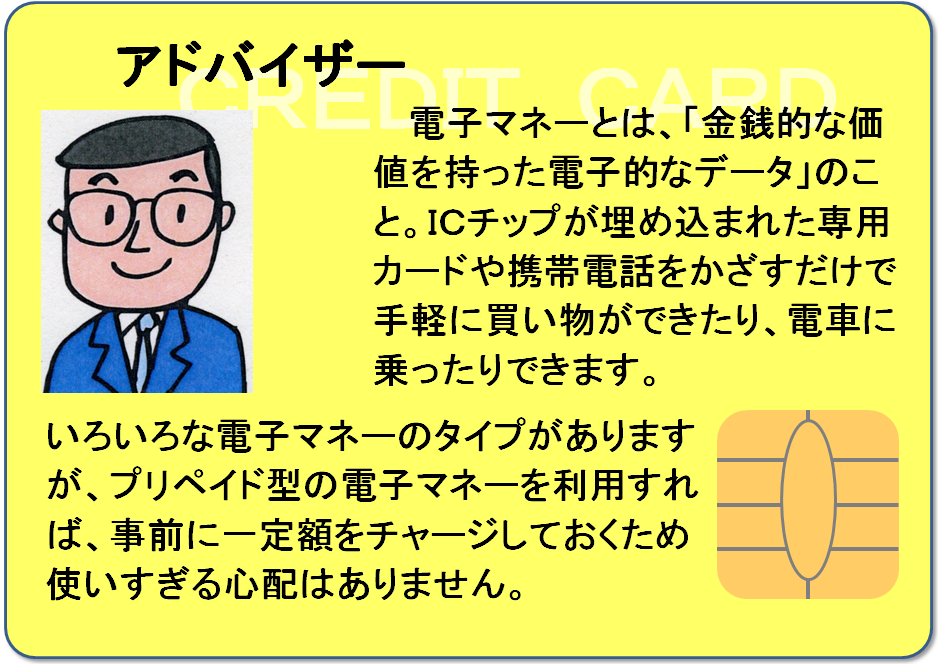 アドバイザー
CREDIT CARD
電子マネーとは、「金銭的な価
値を持った電子的なデータ」のこ
と。ICチップが埋め込まれた専用
カードや携帯電話をかざすだけで
手軽に買い物ができたり、電車に
乗ったりできます。
いろいろな電子マネーのタイプがあります
が、プリペイド型の電子マネーを利用すれ
ば、事前に一定額をチャージしておくため
使いすぎる心配はありません。